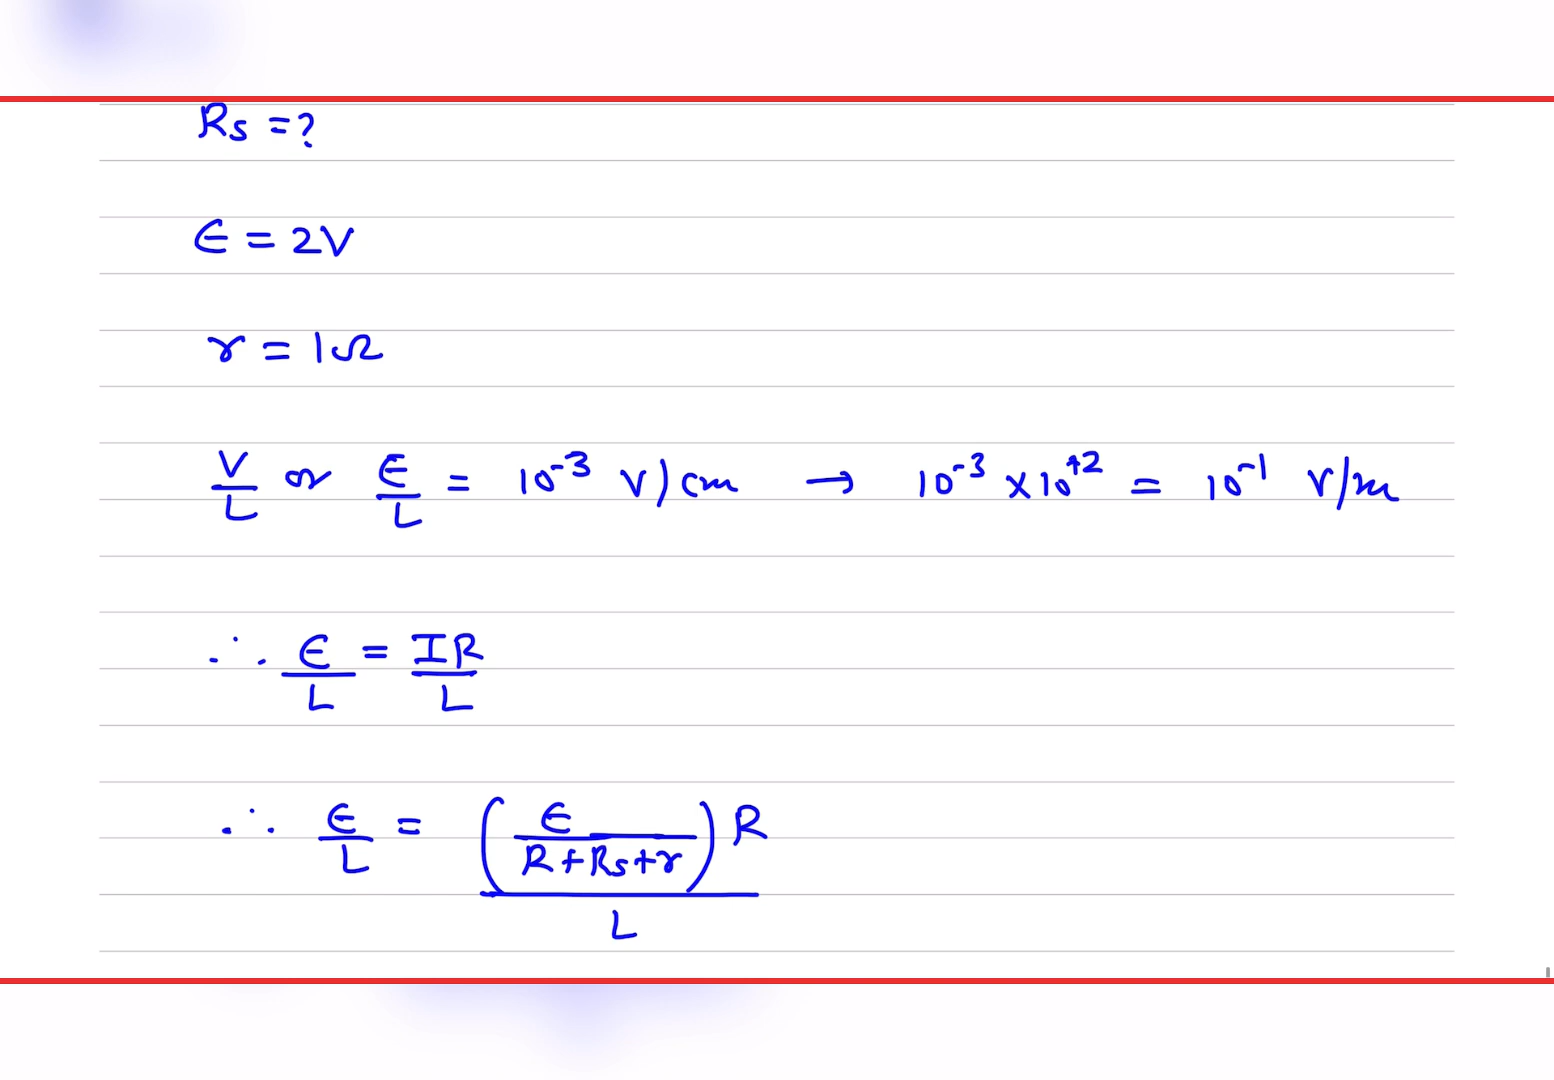 Rs = ?
∈ = 2V
r = 1Ω
V/L or ∈/L = 10⁻³ V/cm → 10⁻³ × 10⁺² = 10⁻¹ V/m
∴ ∈/L = IR/L
∴ ∈/L = (∈/(R+Rs+r))R/L